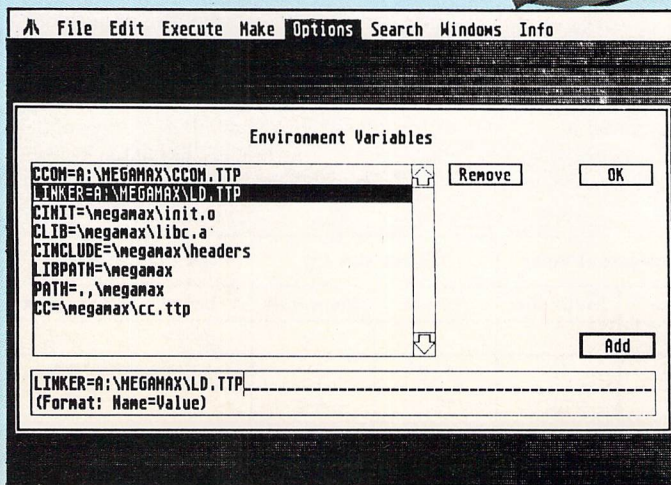 File Edit Execute Make Options Search Windows Info
Environment Variables
CCOM=A:\MEGAMAX\CCOM.TTP
LINKER=A:\MEGAMAX\LD.TTP
CINIT=\megamax\init.o
CLIB=\megamax\libc.a
CINCLUDE=\megamax\headers
LIBPATH=\megamax
PATH=.,\megamax
CC=\megamax\cc.ttp
Remove
OK
Add
LINKER=A:\MEGAMAX\LD.TTP
(Format: Name=Value)